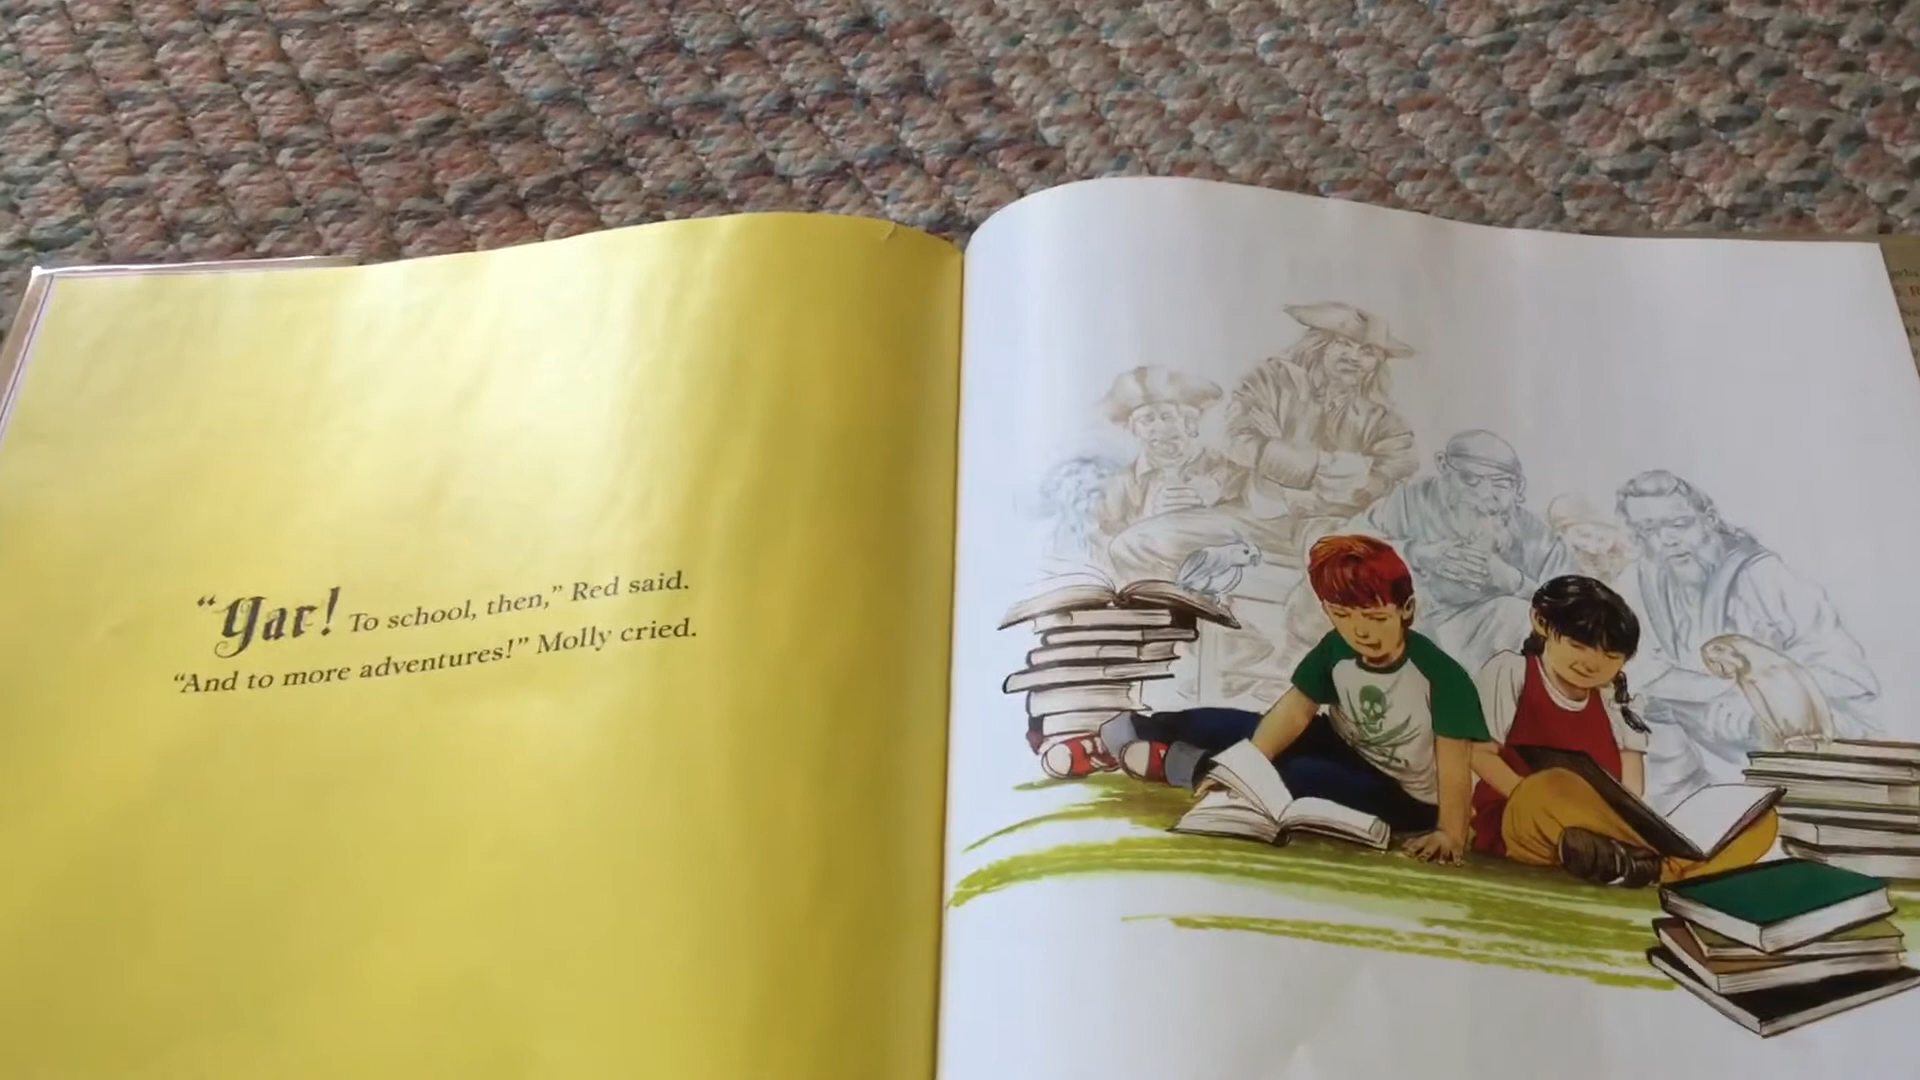 “Yar! To school, then,” Red said.
“And to more adventures!” Molly cried.